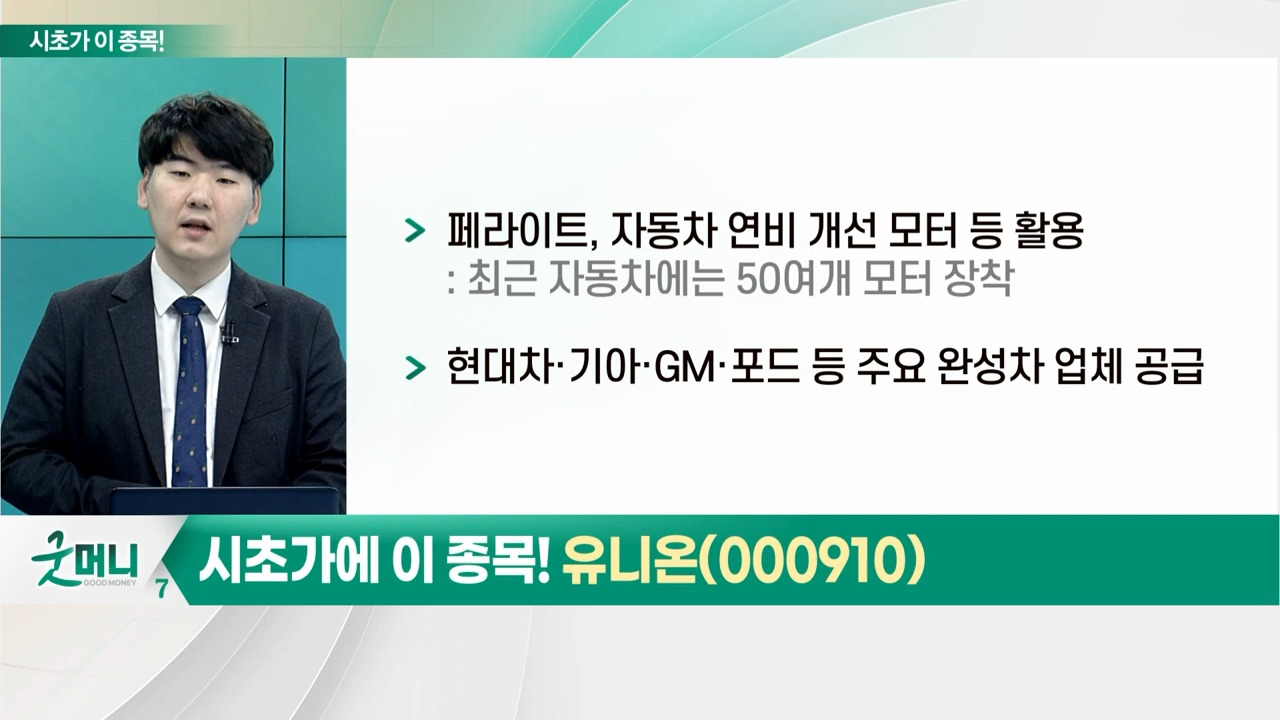 시초가 이 종목!
> 페라이트, 자동차 연비 개선 모터 등 활용
: 최근 자동차에는 50여개 모터 장착
> 현대차·기아·GM·포드 등 주요 완성차 업체 공급
굿머니
GOOD MONEY
7
시초가에 이 종목! 유니온(000910)